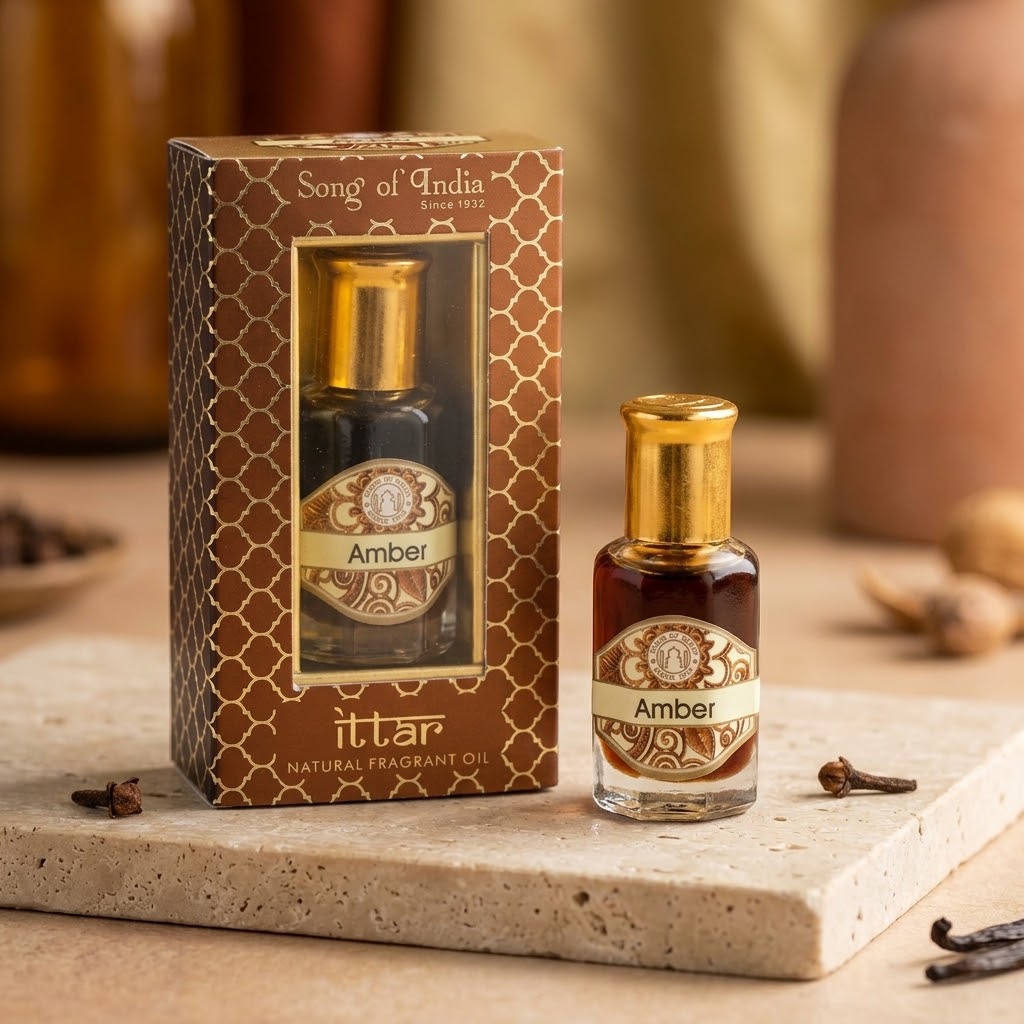 Song of India
Since 1932
Amber
ittar
NATURAL FRAGRANT OIL
Amber